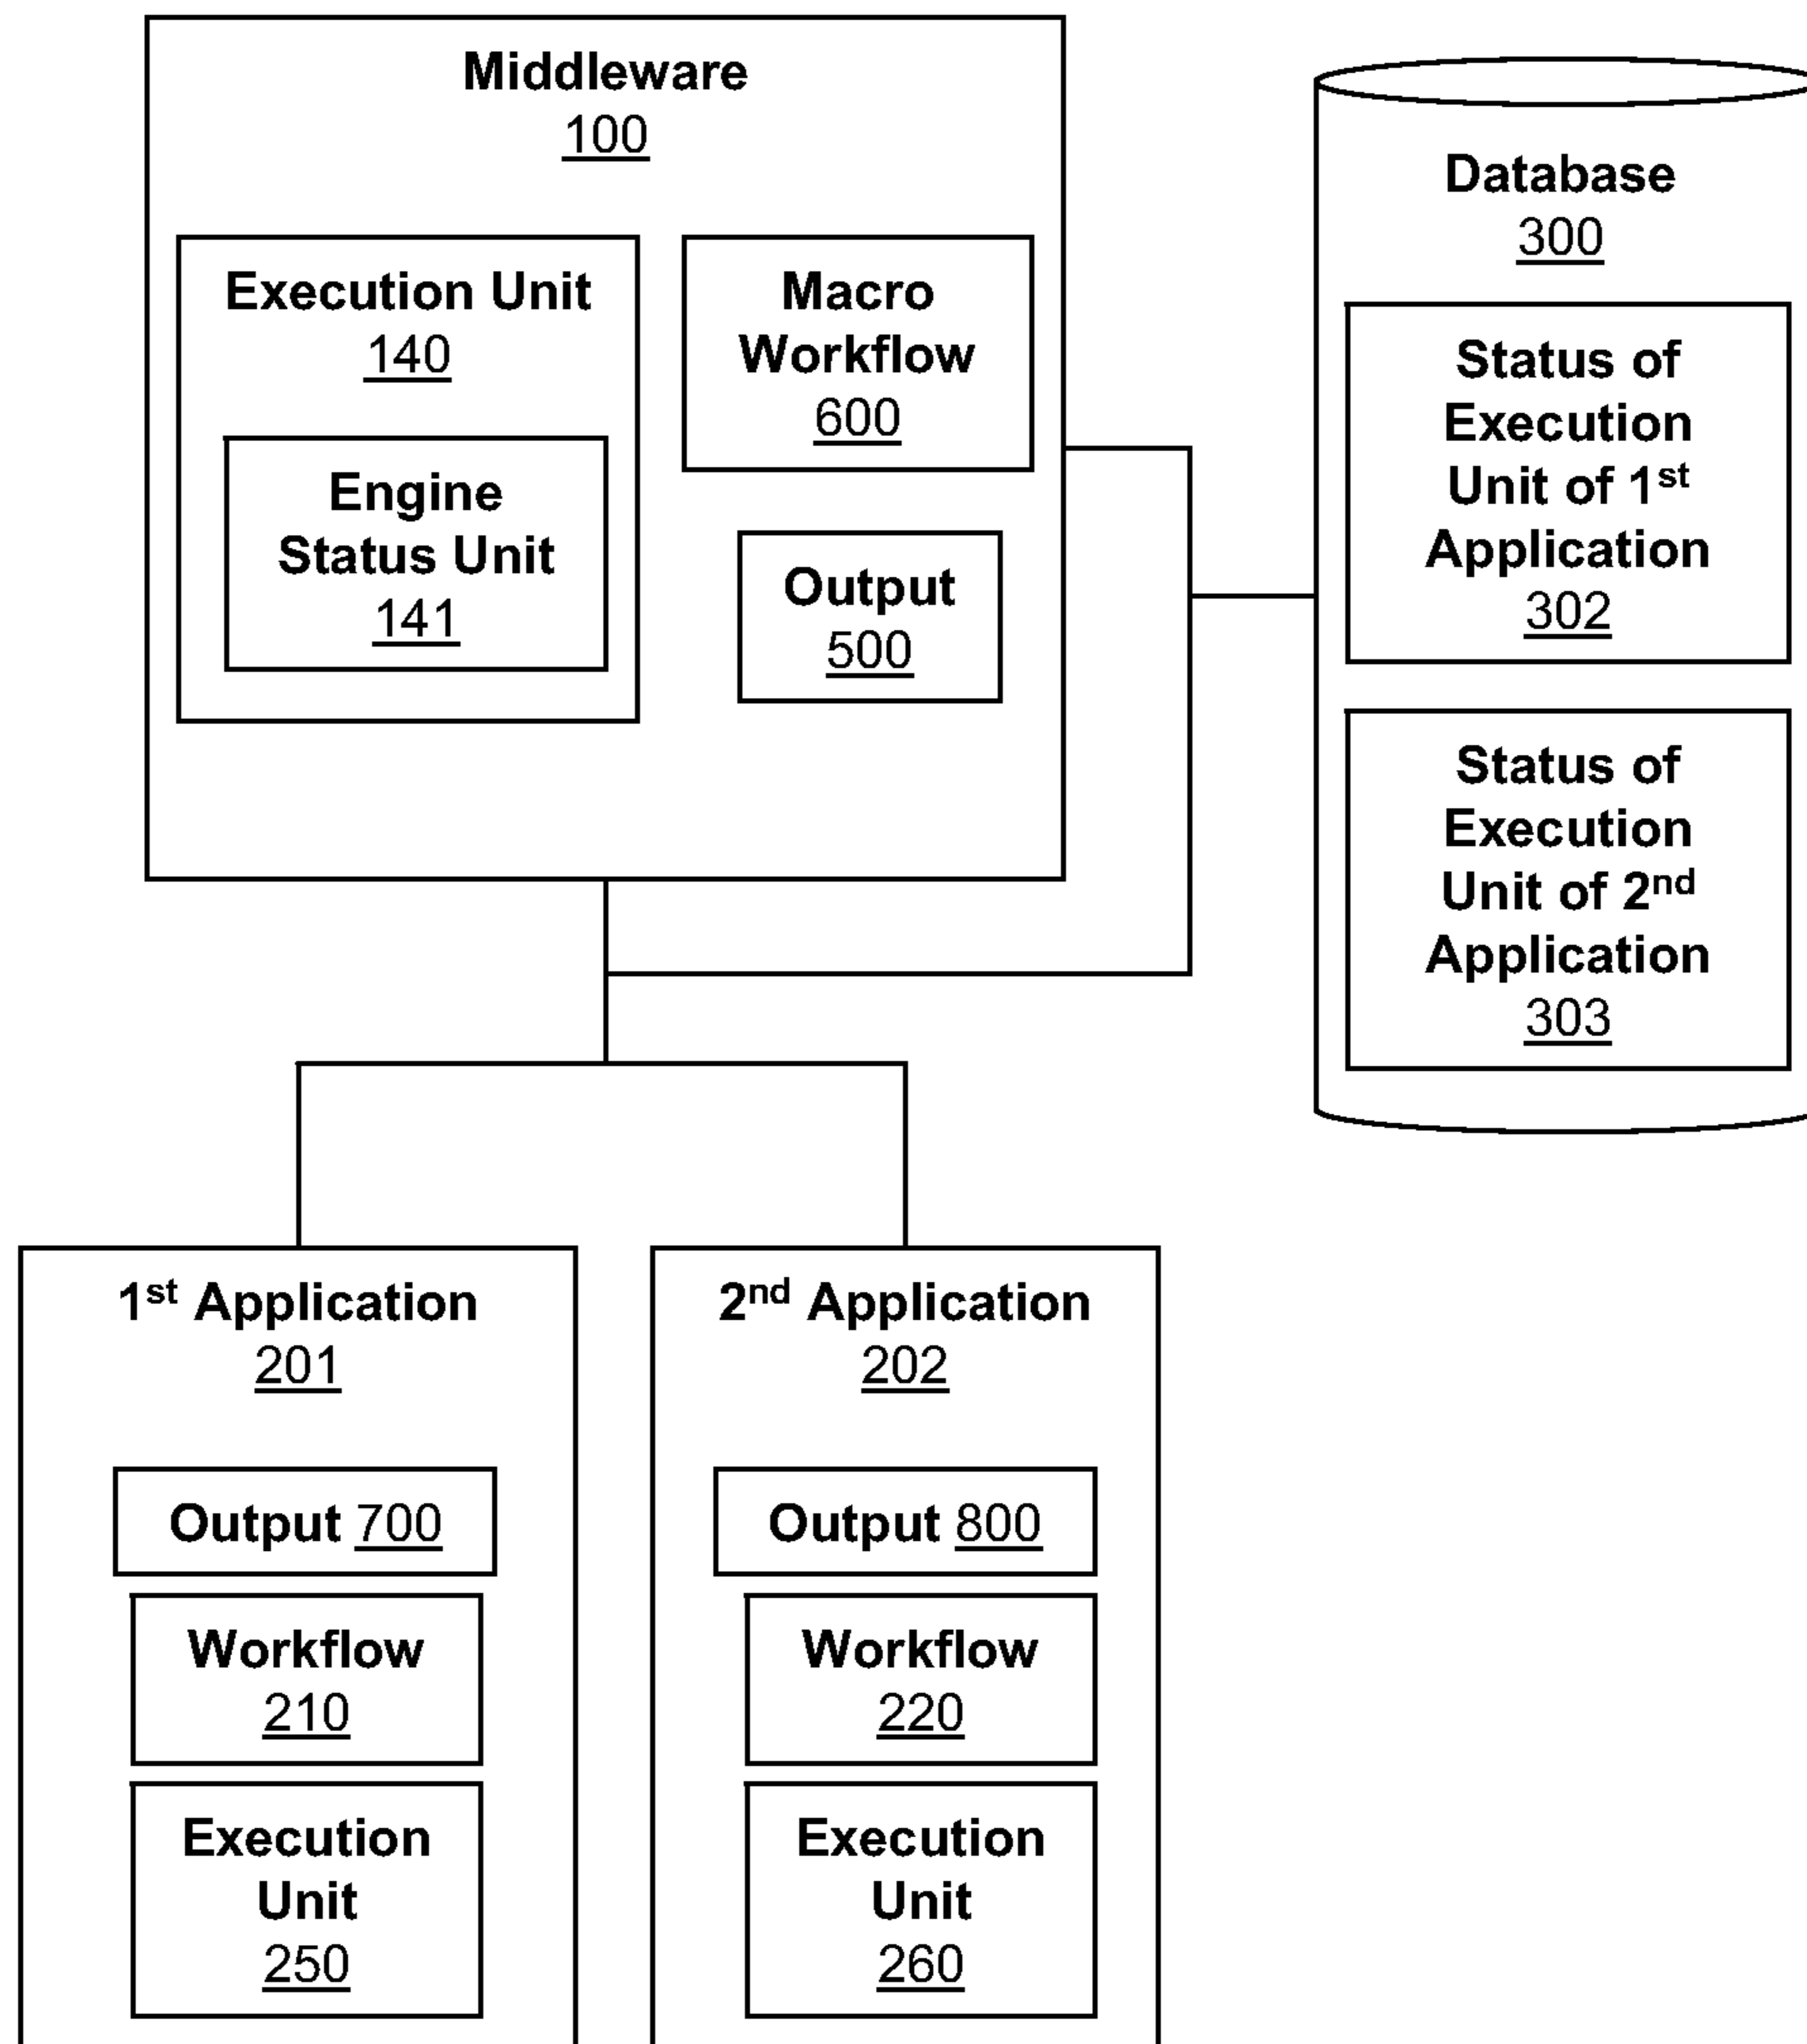 Middleware
100
Execution Unit
140
Engine
Status Unit
141
Macro
Workflow
600
Output
500
Database
300
Status of
Execution
Unit of 1st
Application
302
Status of
Execution
Unit of 2nd
Application
303
1st Application
201
Output 700
Workflow
210
Execution
Unit
250
2nd Application
202
Output 800
Workflow
220
Execution
Unit
260